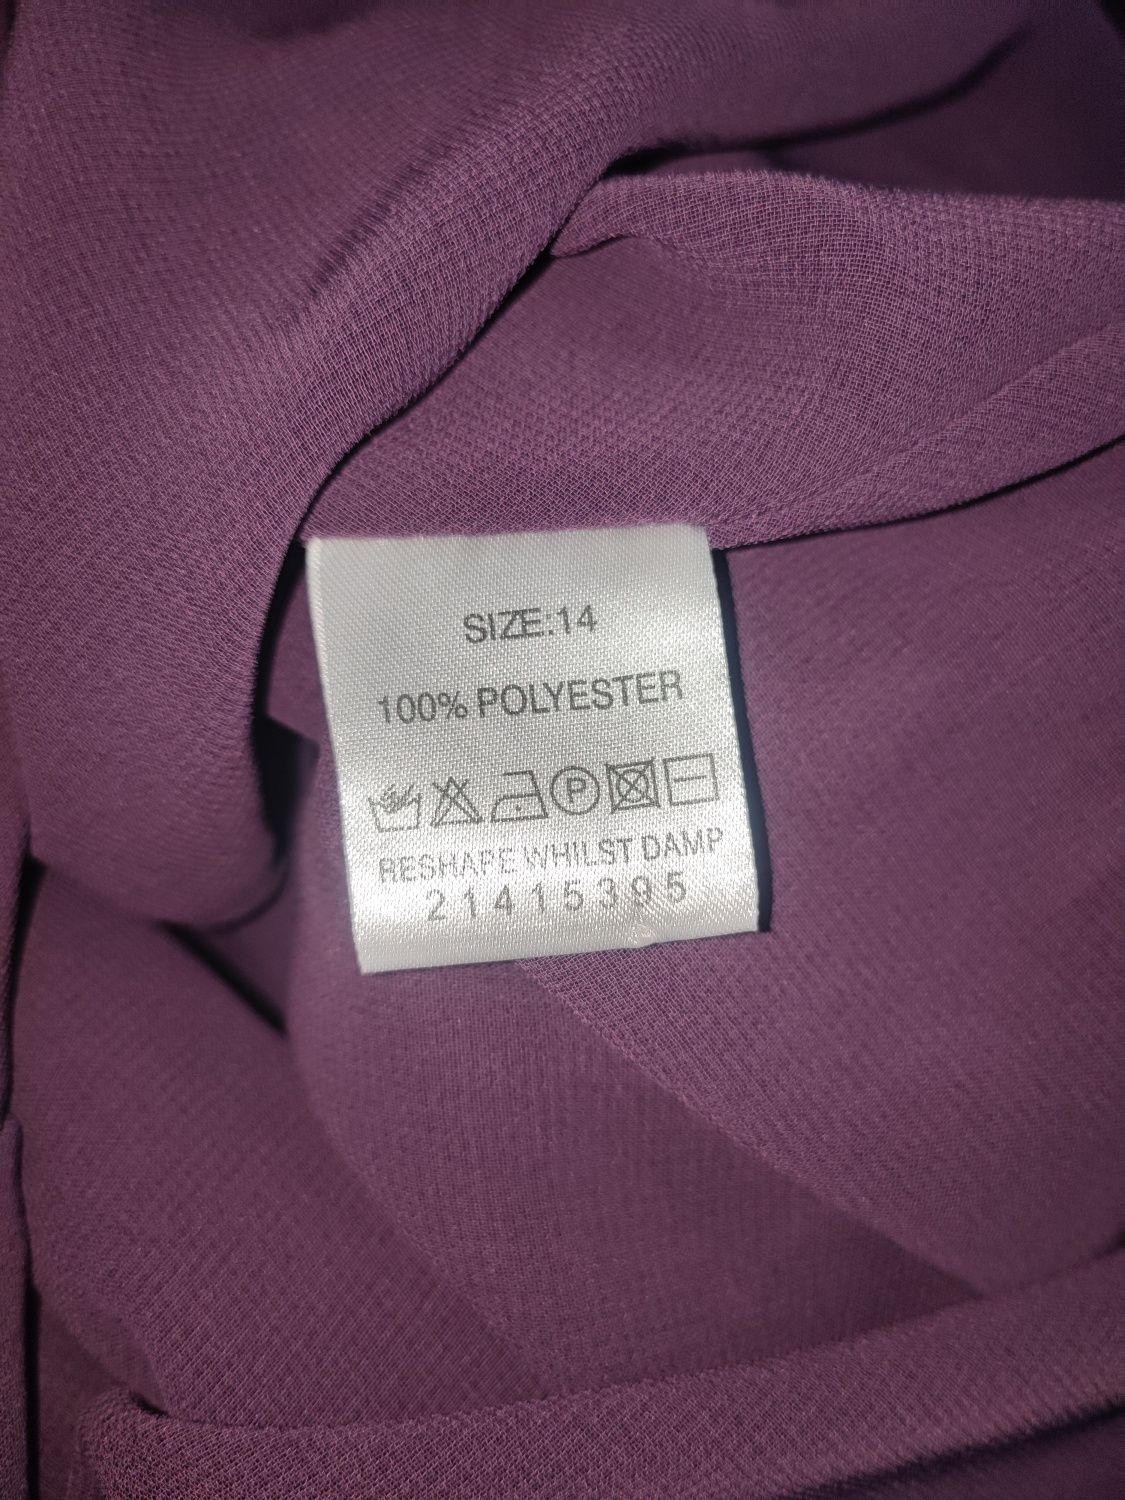 SIZE:14
100% POLYESTER
P
RESHAPE WHILST DAMP
21415395